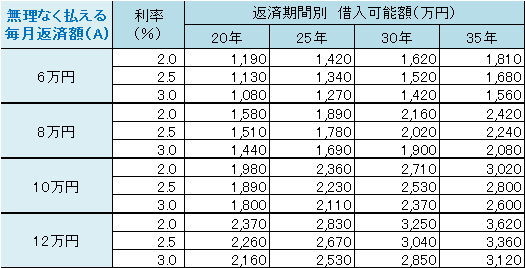 無理なく払える 利率 返済期間別 借入可能額(万円)
毎月返済額(A) (%) 20年 25年 30年 35年
6万円 2.0 1,190 1,420 1,620 1,810
2.5 1,130 1,340 1,520 1,680
3.0 1,080 1,270 1,420 1,560
8万円 2.0 1,580 1,890 2,160 2,420
2.5 1,510 1,780 2,020 2,240
3.0 1,440 1,690 1,900 2,080
10万円 2.0 1,980 2,360 2,710 3,020
2.5 1,890 2,230 2,530 2,800
3.0 1,800 2,110 2,370 2,600
12万円 2.0 2,370 2,830 3,250 3,620
2.5 2,260 2,670 3,040 3,360
3.0 2,160 2,530 2,850 3,120